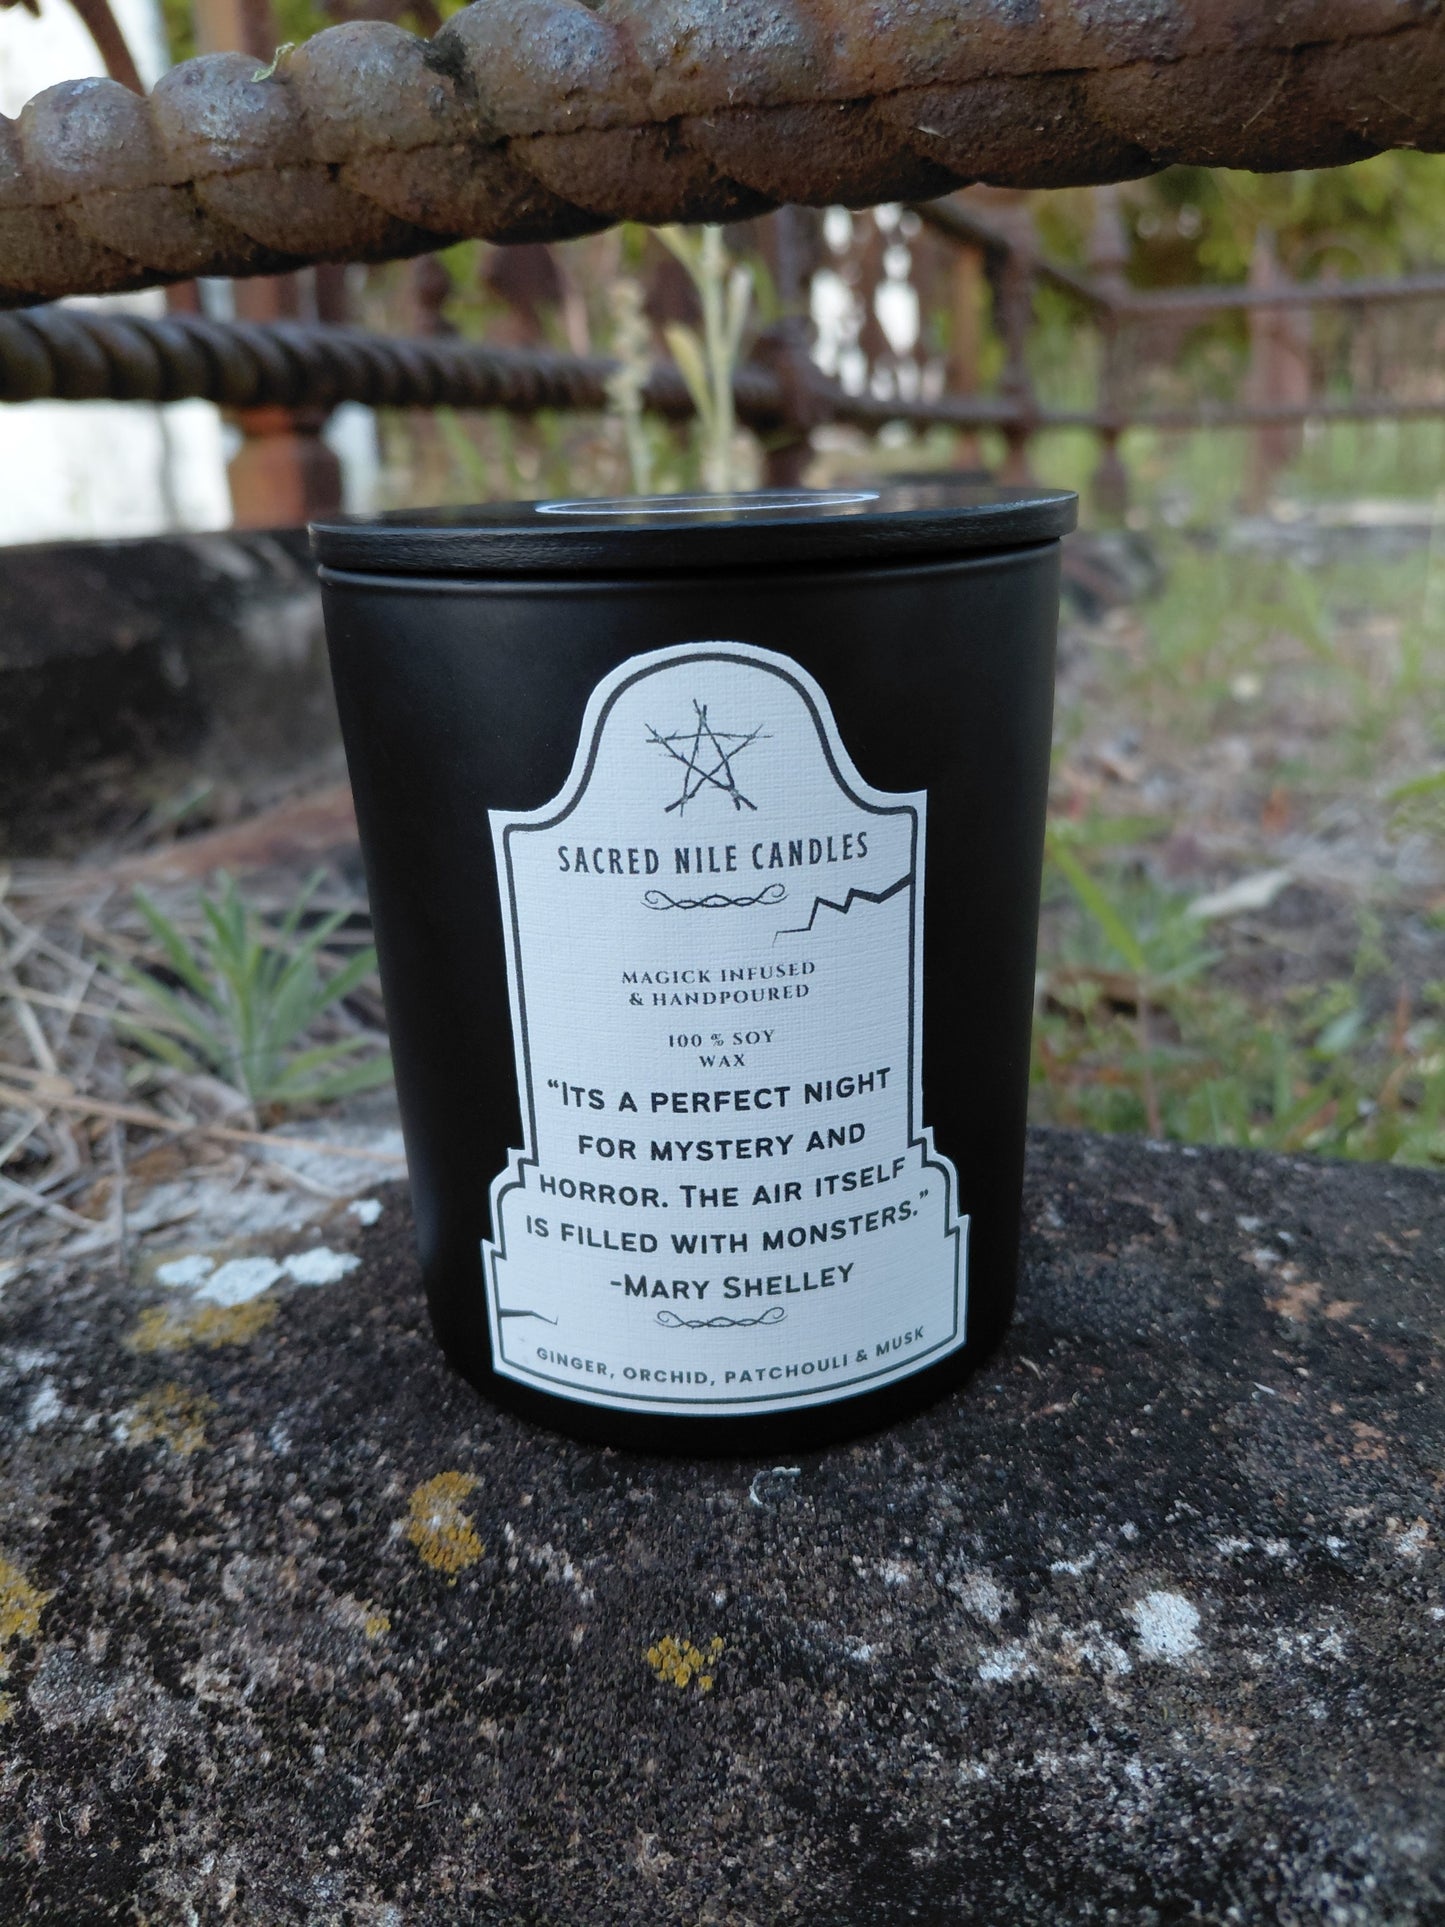 SACRED NILE CANDLES
MAGICK INFUSED
& HANDPOURED
100 % SOY
WAX
“ITS A PERFECT NIGHT
FOR MYSTERY AND
HORROR. THE AIR ITSELF
IS FILLED WITH MONSTERS.”
-MARY SHELLEY
GINGER, ORCHID, PATCHOULI & MUSK